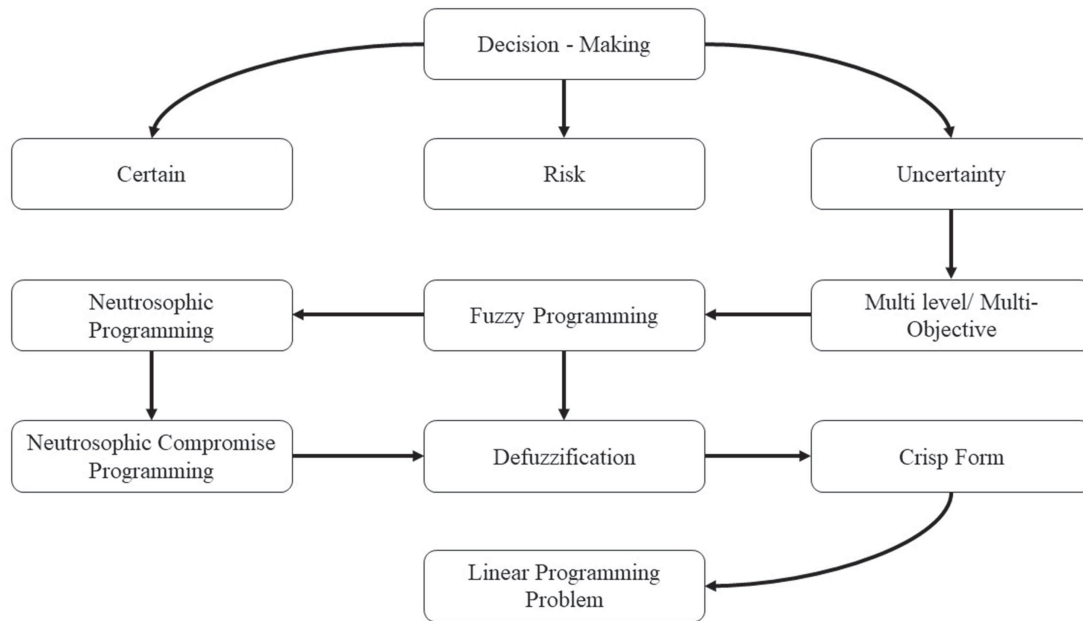 Decision - Making
Certain
Risk
Uncertainty
Neutrosophic
Programming
Fuzzy Programming
Multi level/ Multi-
Objective
Neutrosophic Compromise
Programming
Defuzzification
Crisp Form
Linear Programming
Problem